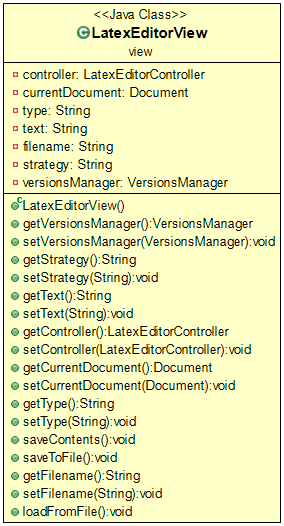 <<Java Class>>
LatexEditorView
view
controller: LatexEditorController
currentDocument: Document
type: String
text: String
filename: String
strategy: String
versionsManager: VersionsManager
LatexEditorView()
getVersionsManager():VersionsManager
setVersionsManager(VersionsManager):void
getStrategy():String
setStrategy(String):void
getText():String
setText(String):void
getController():LatexEditorController
setController(LatexEditorController):void
getCurrentDocument():Document
setCurrentDocument(Document):void
getType():String
setType(String):void
saveContents():void
saveToFile():void
getFilename():String
setFilename(String):void
loadFromFile():void